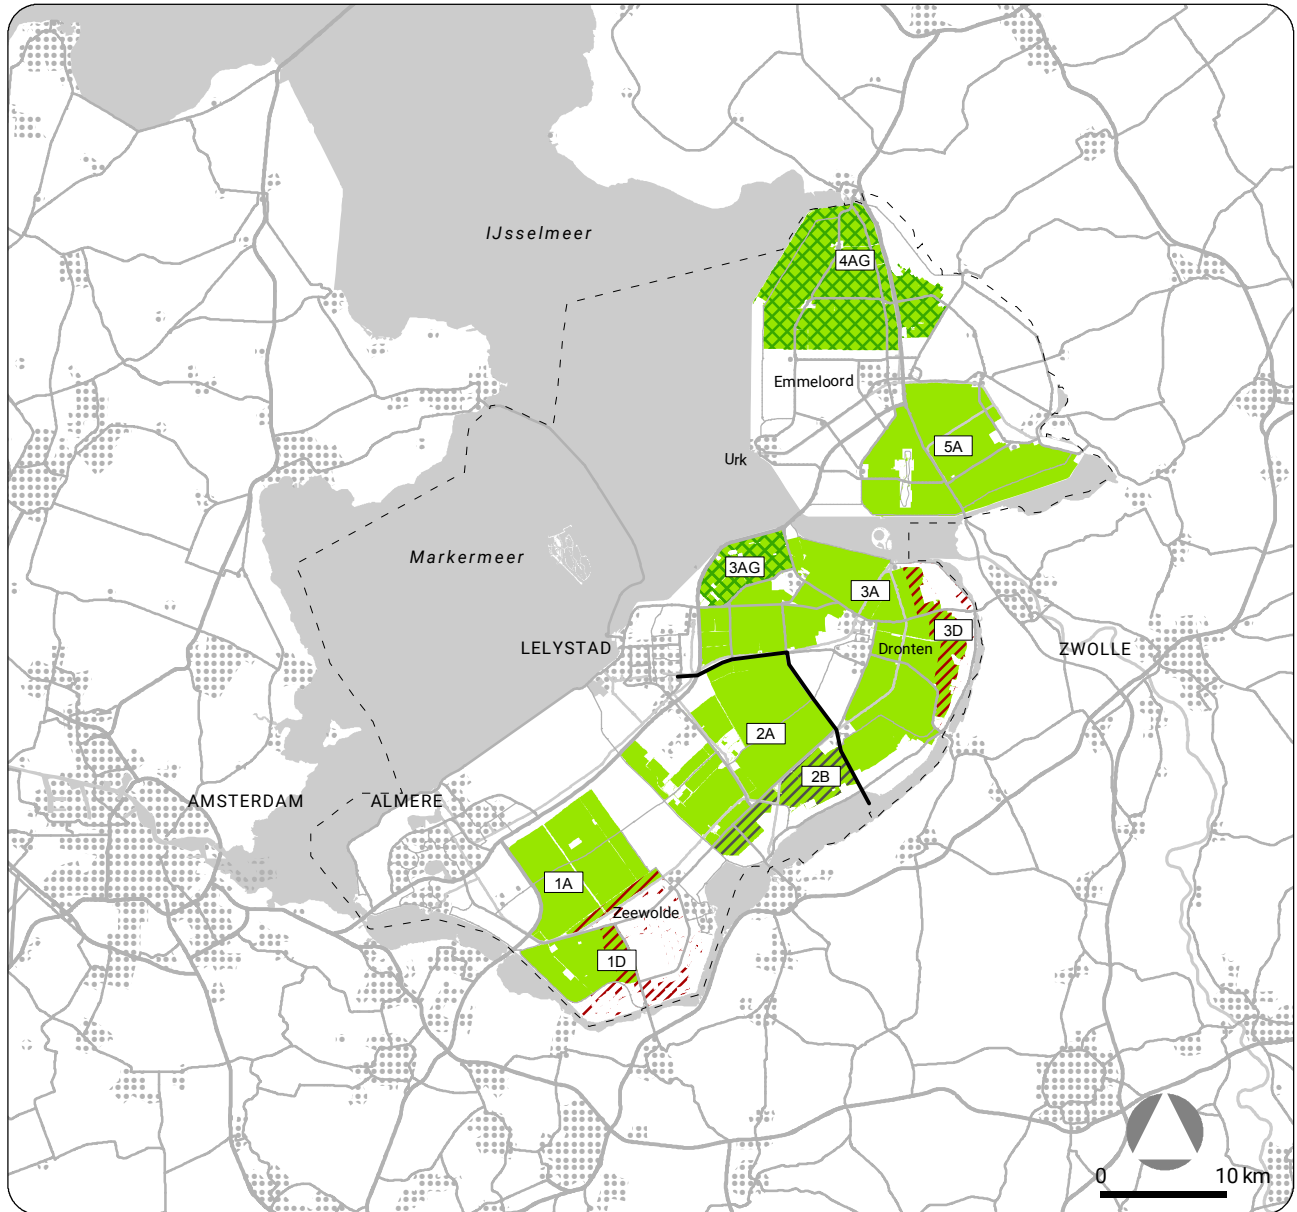 IJsselmeer
4AG
Emmeloord
5A
Urk
Markermeer
3AG
3A
3D
LELYSTAD
Dronten
ZWOLLE
2A
2B
AMSTERDAM
ALMERE
1A
Zeewolde
1D
0 10 km